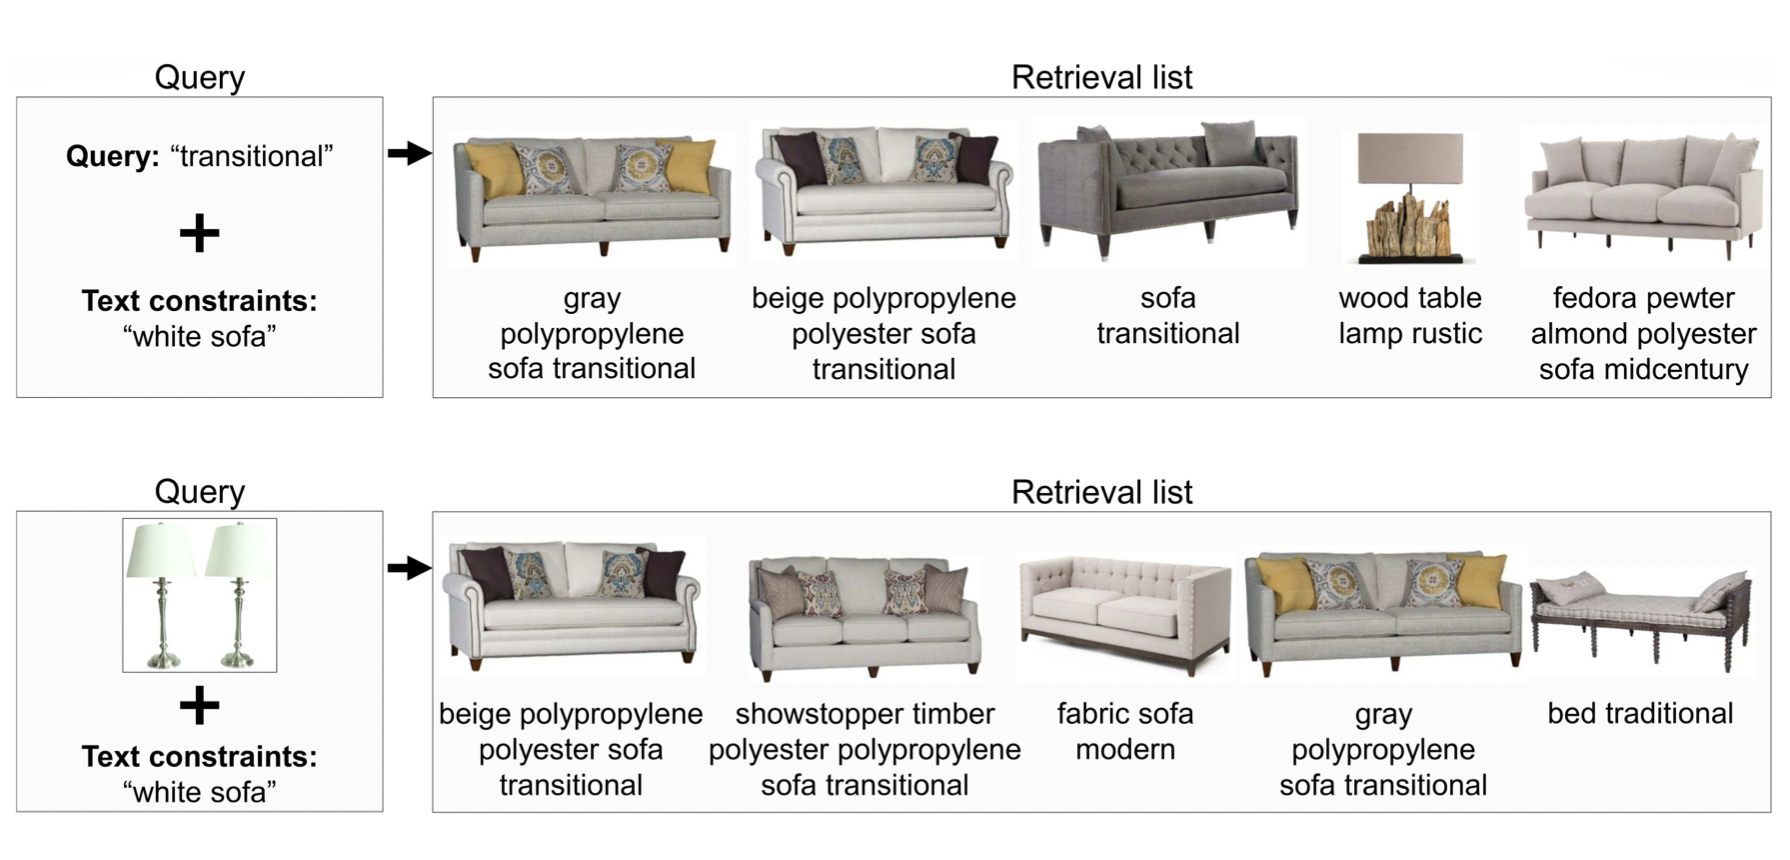 Query
Retrieval list
Query: “transitional”
+
Text constraints:
“white sofa”
gray
polypropylene
sofa transitional
beige polypropylene
polyester sofa
transitional
sofa
transitional
wood table
lamp rustic
fedora pewter
almond polyester
sofa midcentury
Query
Retrieval list
+
Text constraints:
“white sofa”
beige polypropylene
polyester sofa
transitional
showstopper timber
polyester polypropylene
sofa transitional
fabric sofa
modern
gray
polypropylene
sofa transitional
bed traditional